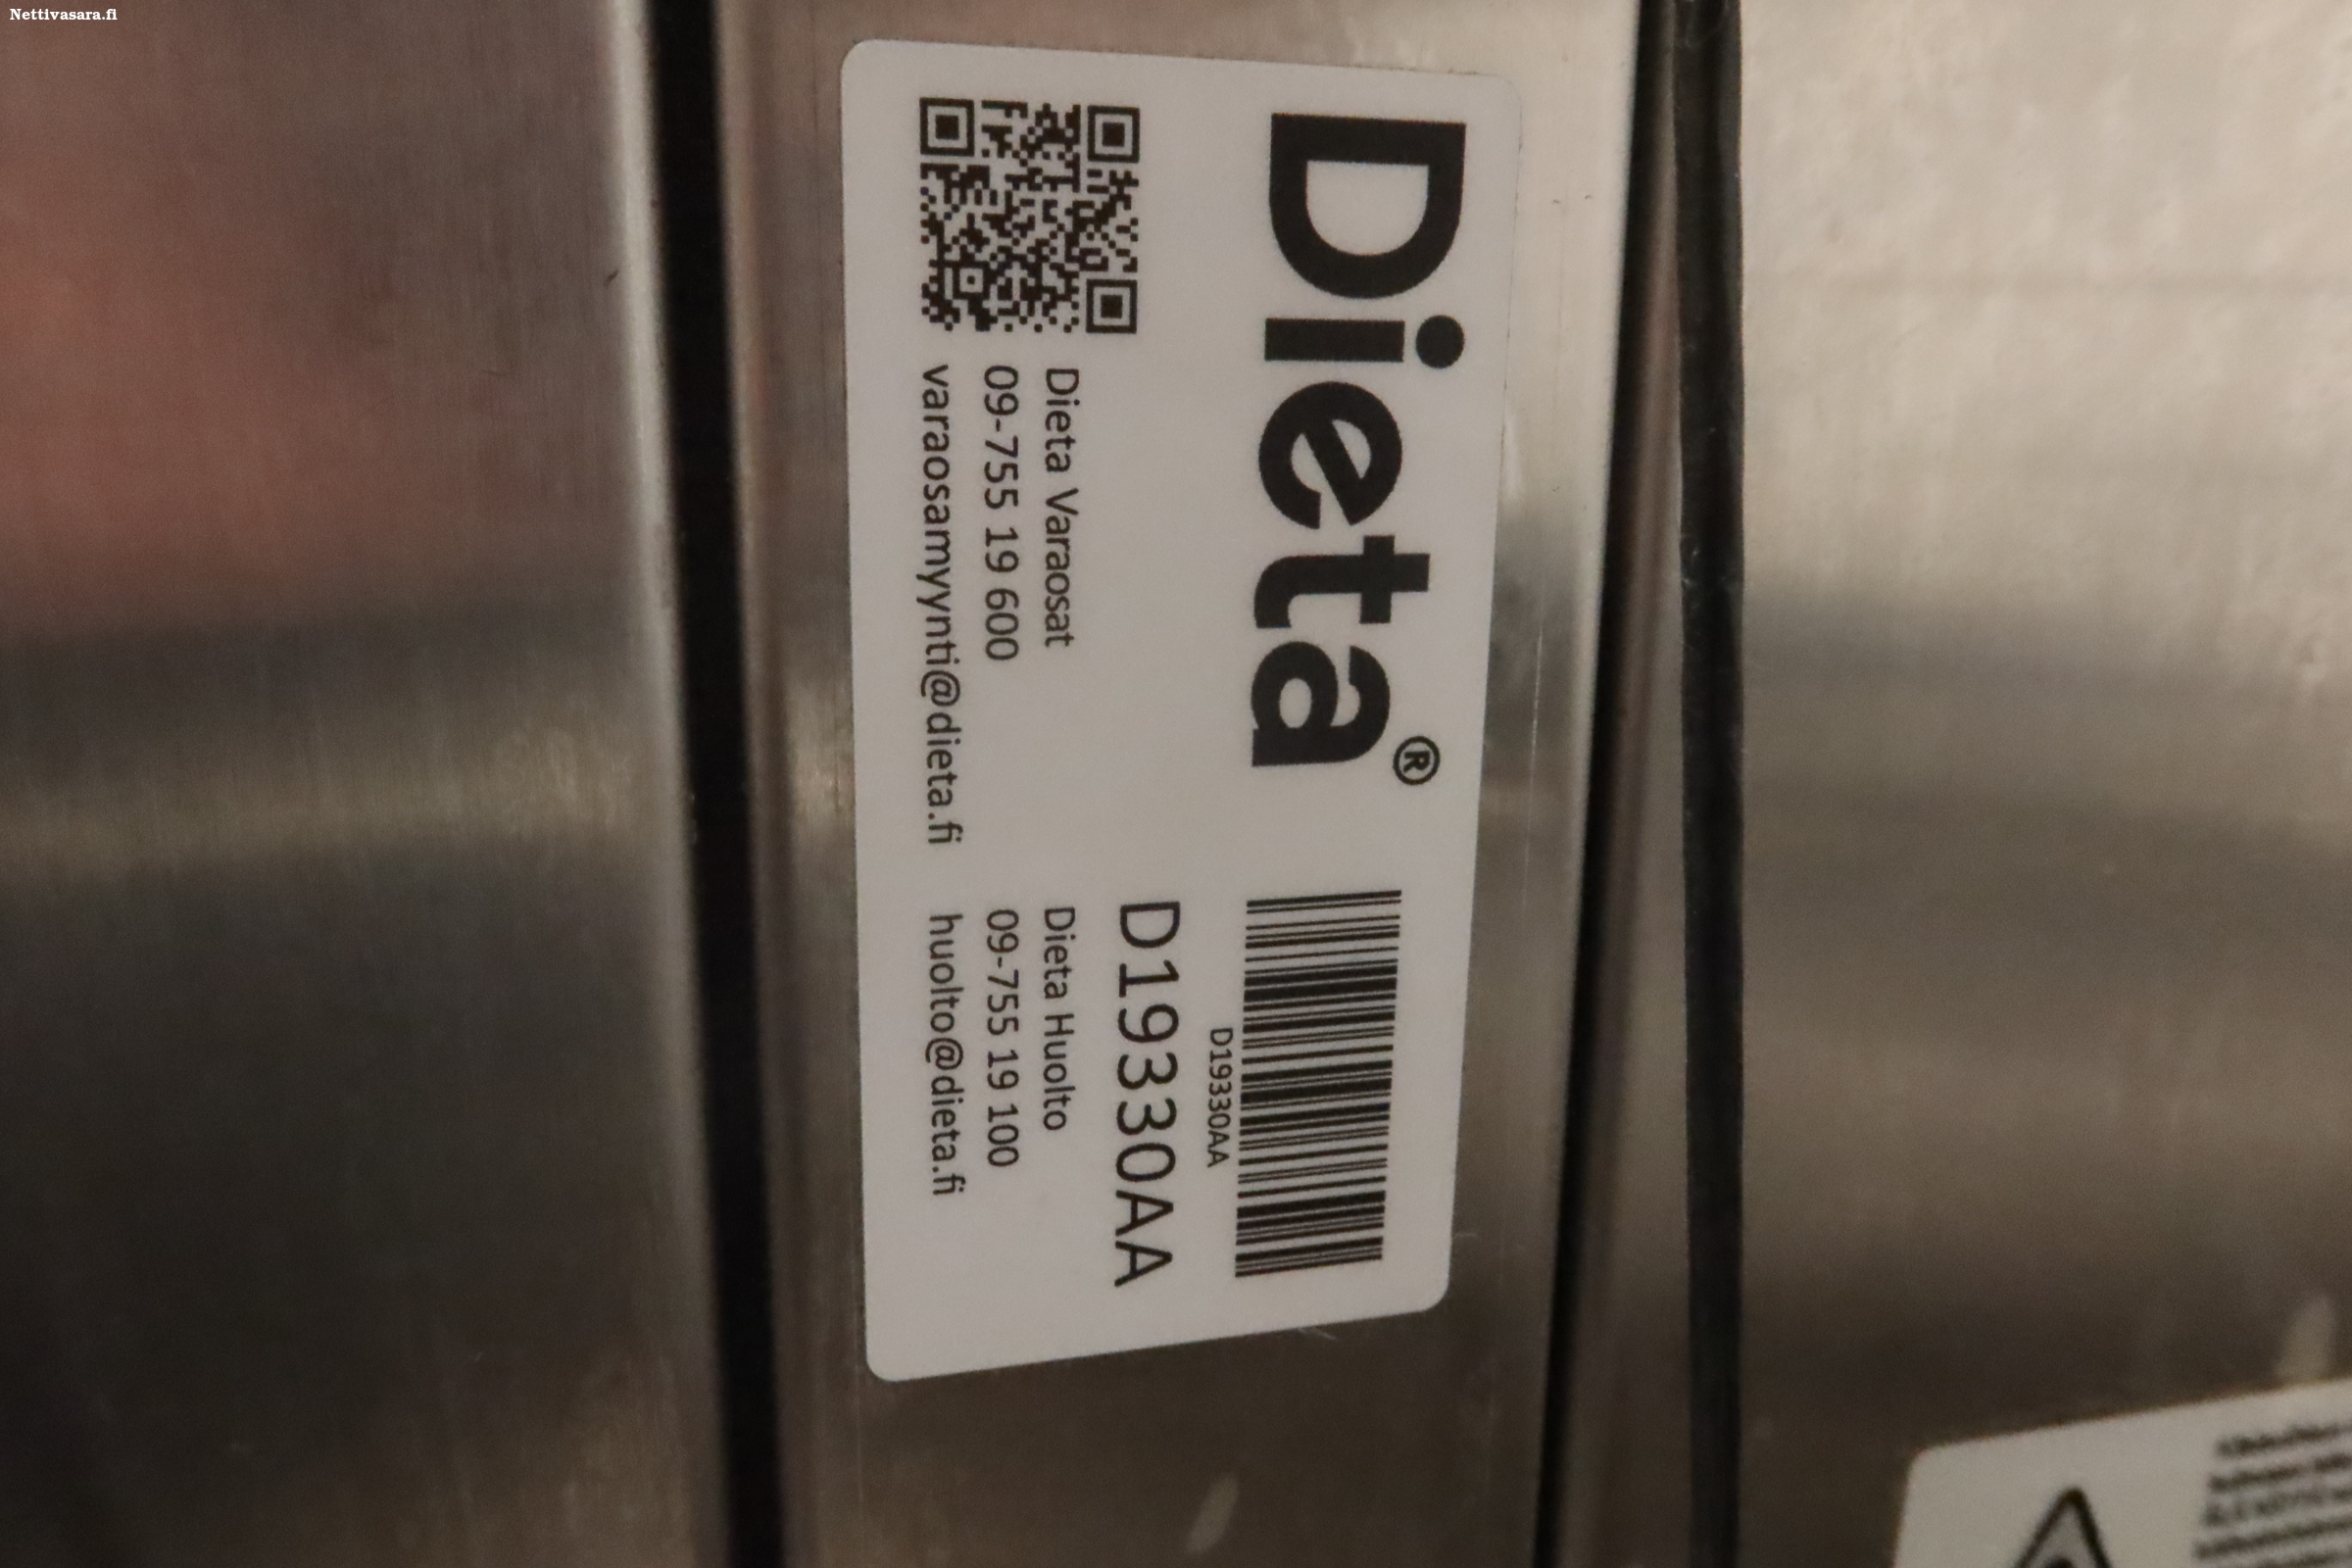 Nettivasara.fi
Dieta®
D19330AA
D19330AA
Dieta Varaosat
09-755 19 600
varaosamyynti@dieta.fi
Dieta Huolto
09-755 19 100
huolto@dieta.fi